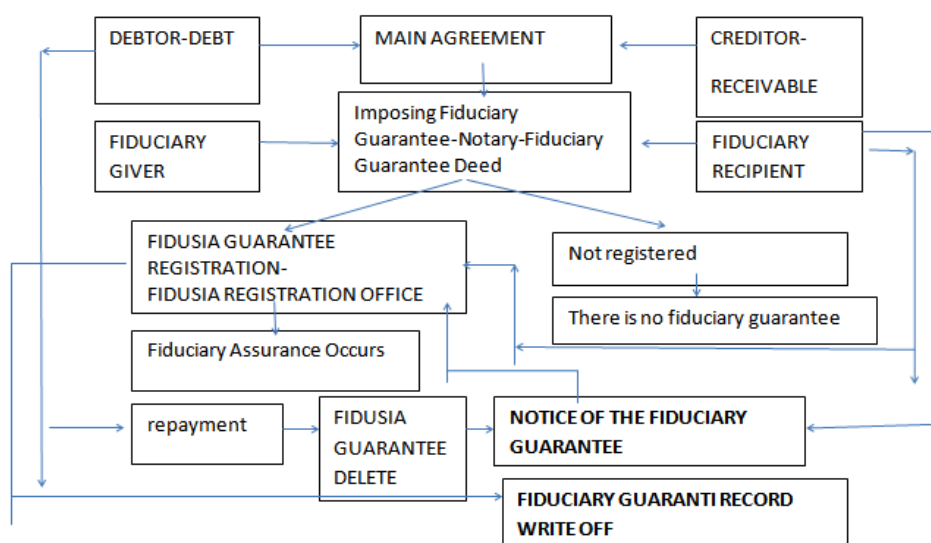 DEBTOR-DEBT
MAIN AGREEMENT
CREDITOR-
RECEIVABLE
FIDUCIARY
GIVER
Imposing Fiduciary
Guarantee-Notary-Fiduciary
Guarantee Deed
FIDUCIARY
RECIPIENT
FIDUSIA GUARANTEE
REGISTRATION-
FIDUSIA REGISTRATION OFFICE
Not registered
There is no fiduciary guarantee
Fiduciary Assurance Occurs
repayment
FIDUSIA
GUARANTEE
DELETE
NOTICE OF THE FIDUCIARY
GUARANTEE
FIDUCIARY GUARANTI RECORD
WRITE OFF